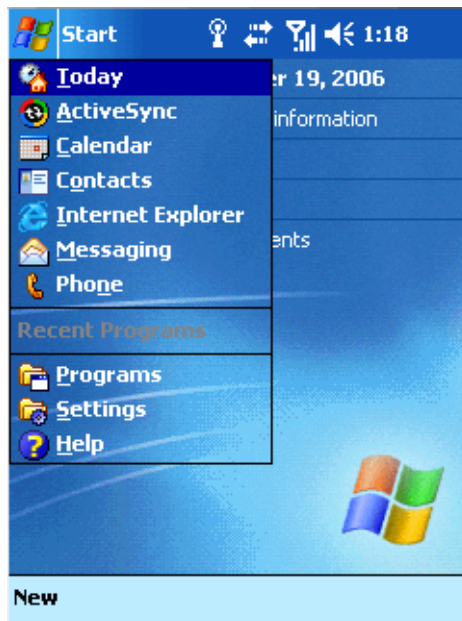 Start 1:18
Today
er 19, 2006
ActiveSync
information
Calendar
Contacts
Internet Explorer
Messaging
ents
Phone
Recent Programs
Programs
Settings
Help
New